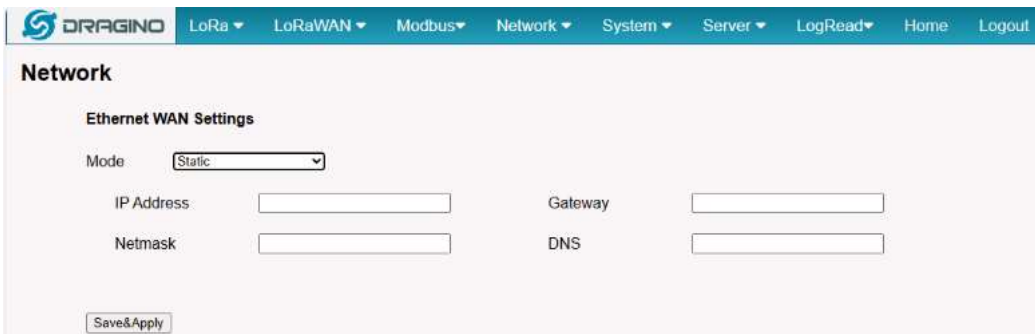 DRAGINO LoRa LoRaWAN Modbus Network System Server LogRead Home Logout
Network
Ethernet WAN Settings
Mode Static
IP Address Gateway
Netmask DNS
Save&Apply